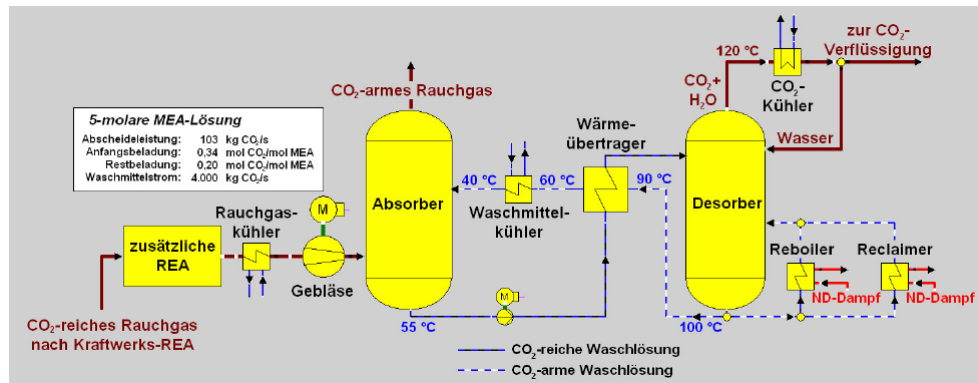 zur CO₂-
Verflüssigung
120 °C
CO₂+
H₂O
CO₂-
Kühler
CO₂-armes Rauchgas
5-molare MEA-Lösung
Abscheideleistung: 103 kg CO₂/s
Anfangsbeladung: 0,34 mol CO₂/mol MEA
Restbeladung: 0,20 mol CO₂/mol MEA
Waschmittelstrom: 4.000 kg CO₂/s
Wärme-
übertrager
Wasser
40 °C
60 °C
90 °C
Absorber
Desorber
Waschmittel-
kühler
M
Rauchgas-
kühler
zusätzliche
REA
Gebläse
Reboiler
Reclaimer
ND-Dampf
ND-Dampf
M
55 °C
100 °C
CO₂-reiches Rauchgas
nach Kraftwerks-REA
CO₂-reiche Waschlösung
CO₂-arme Waschlösung